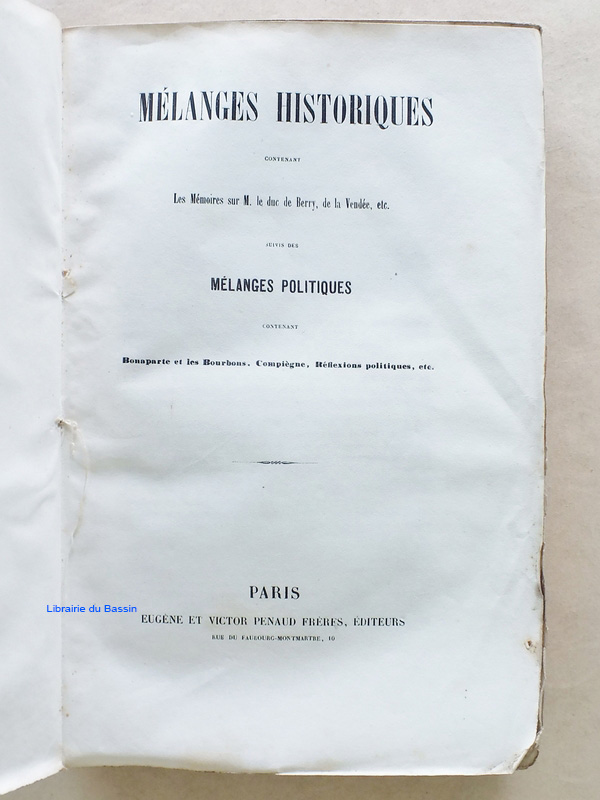 MÉLANGES HISTORIQUES
CONTENANT
Les Mémoires sur M. le duc de Berry, de la Vendée, etc.
SUIVIS DES
MÉLANGES POLITIQUES
CONTENANT
Bonaparte et les Bourbons, Compiègne, Réflexions politiques, etc.
PARIS
Librairie du Bassin
EUGÈNE ET VICTOR PENAUD FRÈRES, ÉDITEURS
RUE DU FAUBOURG-MONTMARTRE, 10